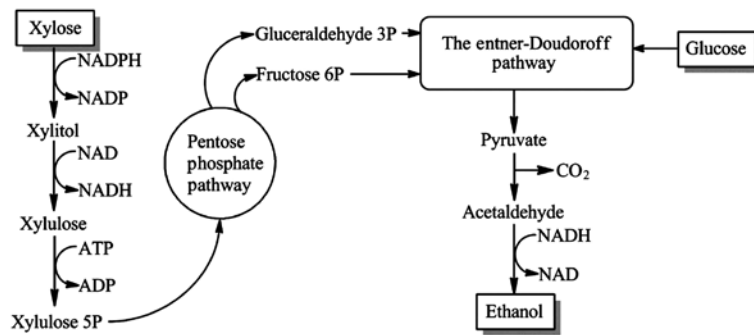 Xylose
NADPH
NADP
Xylitol
NAD
NADH
Xylulose
ATP
ADP
Xylulose 5P
Pentose
phosphate
pathway
Gluceraldehyde 3P
Fructose 6P
The entner-Doudoroff
pathway
Glucose
Pyruvate
CO₂
Acetaldehyde
NADH
NAD
Ethanol